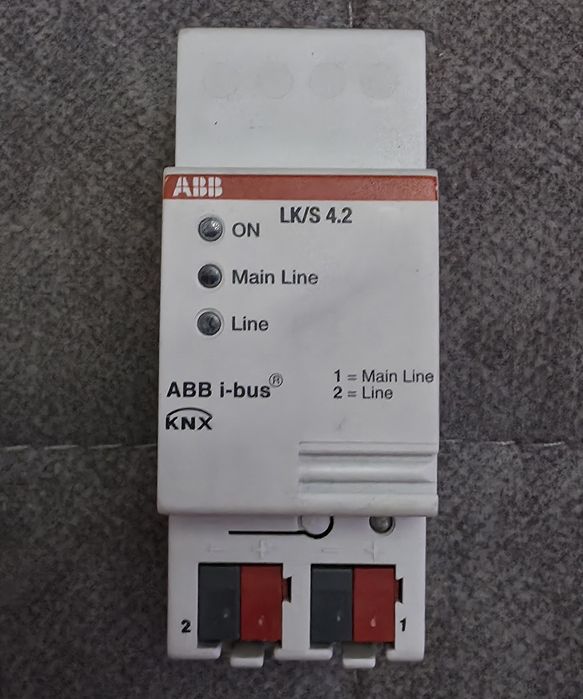 ABB
LK/S 4.2
ON
Main Line
Line
1 = Main Line
2 = Line
ABB i-bus®
KNX
− + − +
2 1